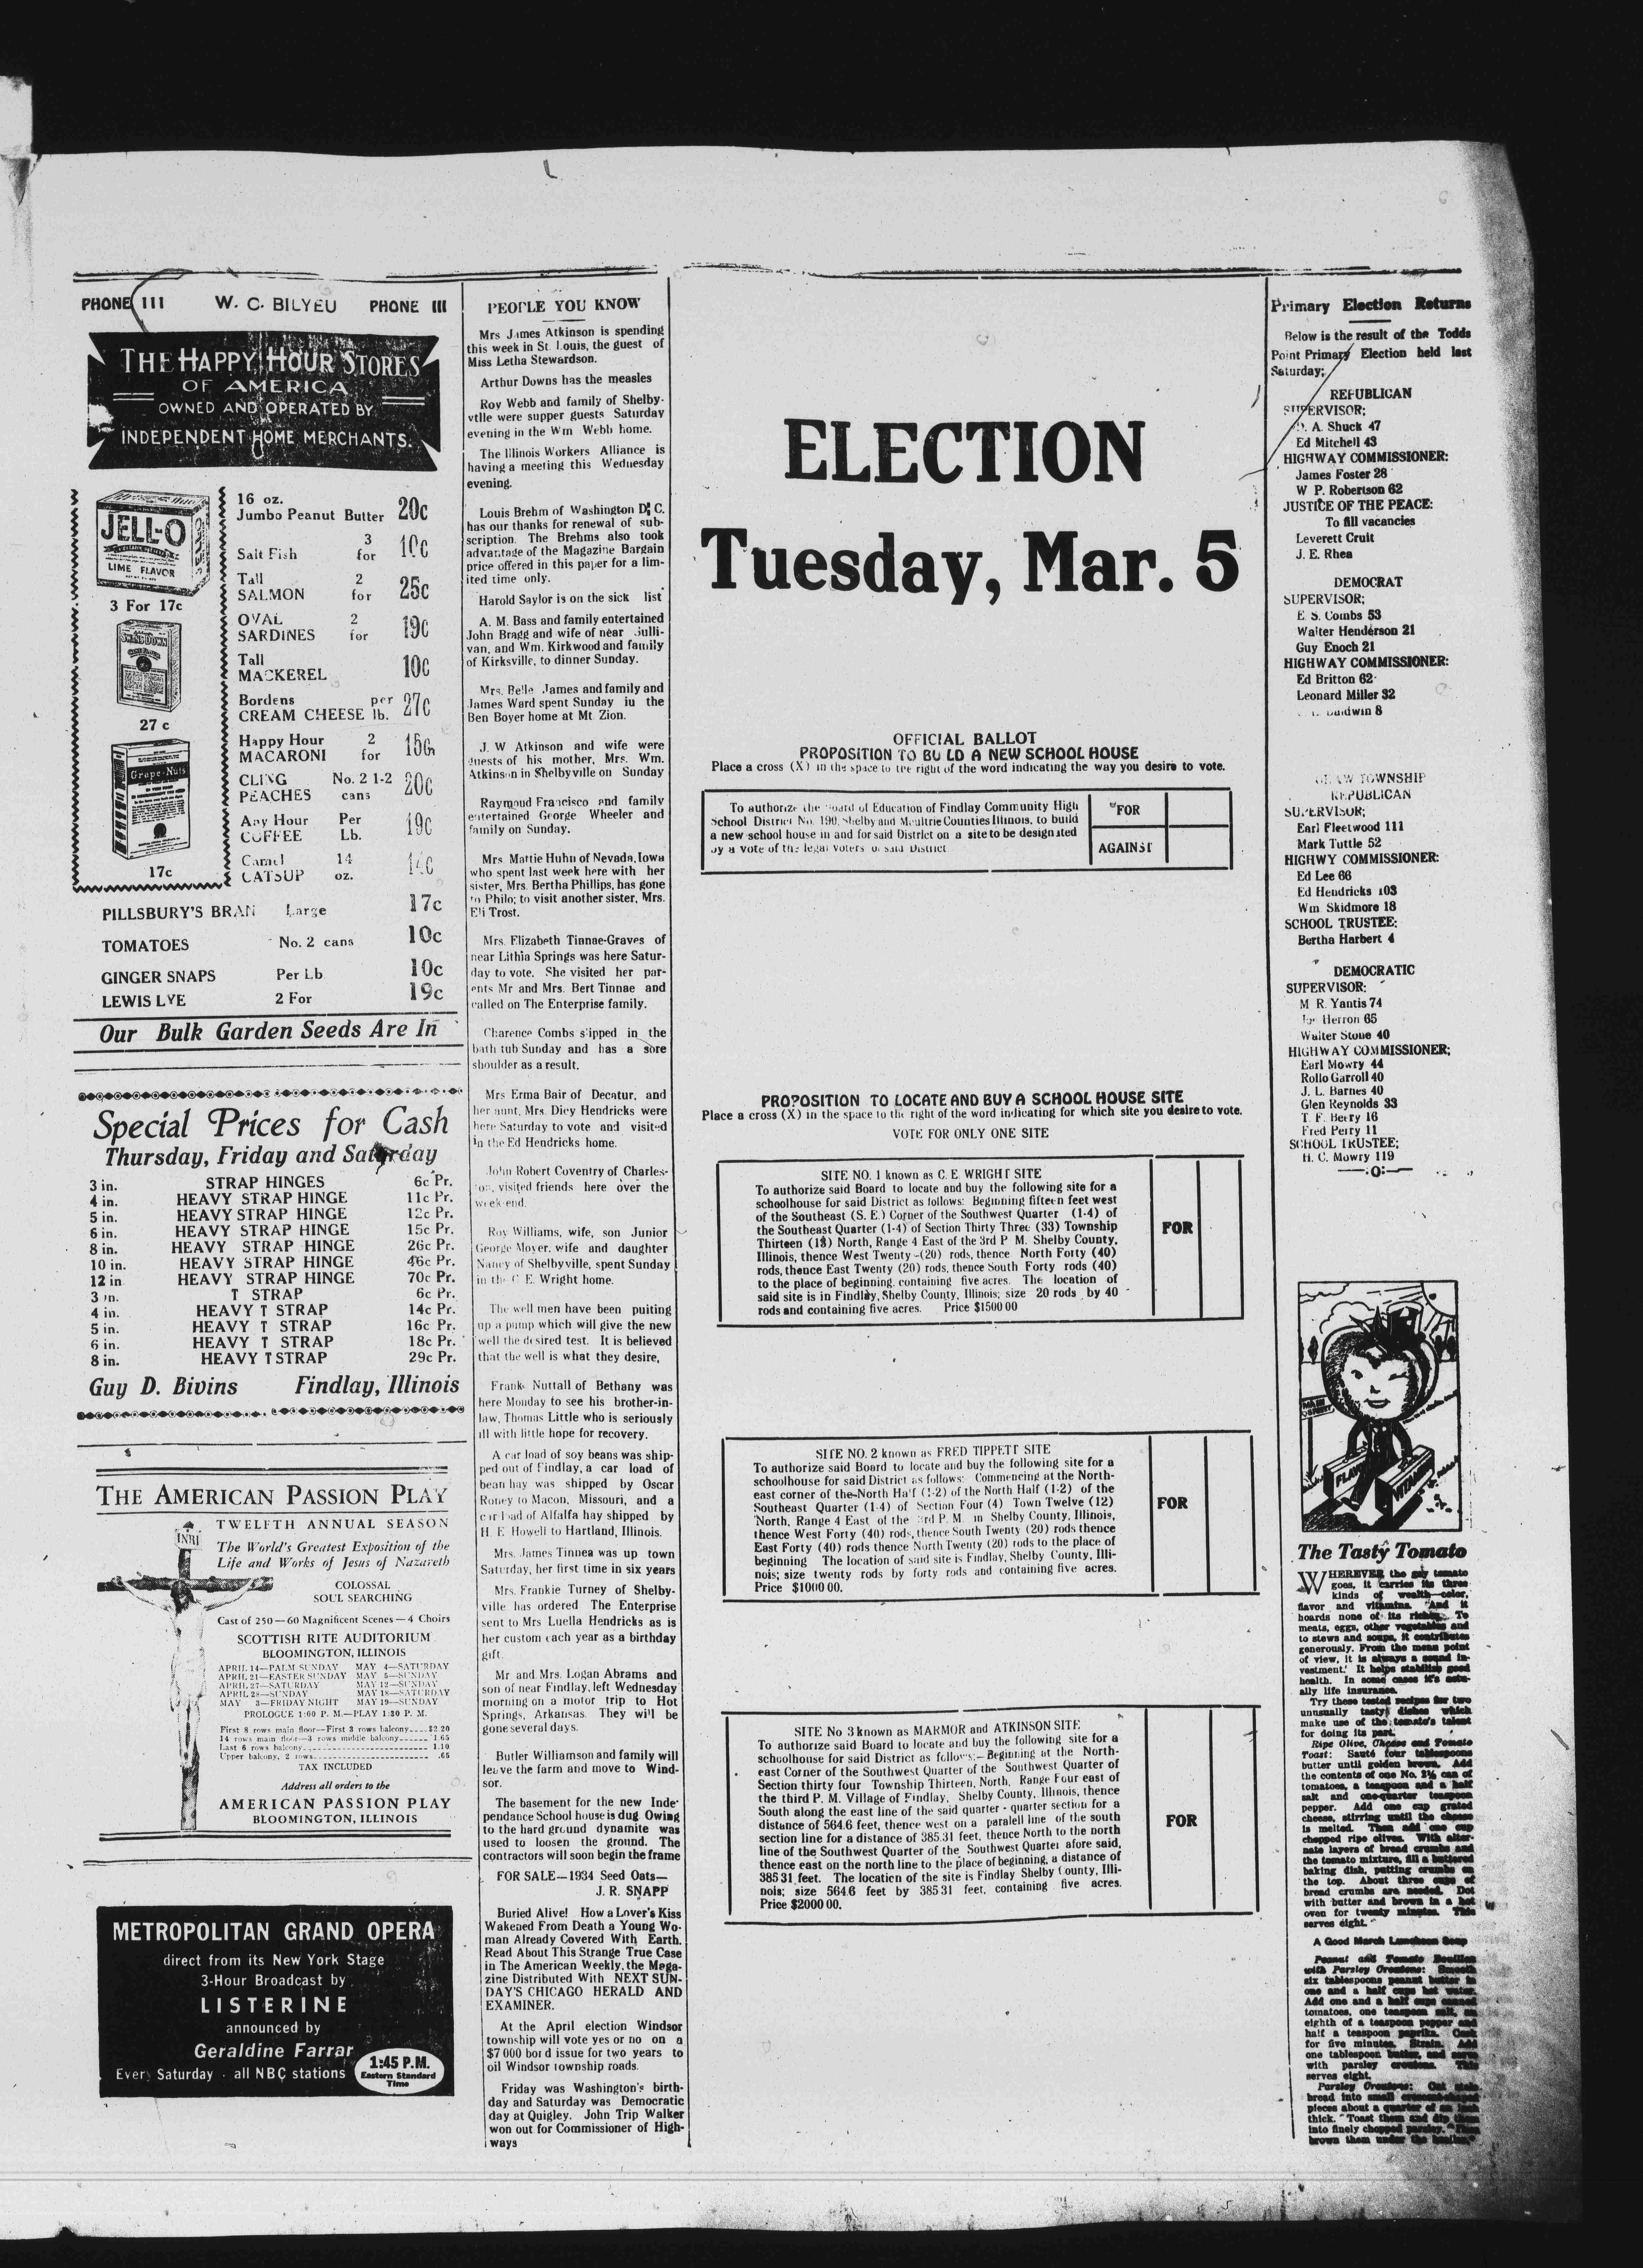 PHONE 111 W. C. BILYEU PHONE 111
THE HAPPY HOUR STORES
OF AMERICA
OWNED AND OPERATED BY
INDEPENDENT HOME MERCHANTS.
JELL-O
LIME FLAVOR
3 For 17c
SWANS DOWN
27 c
Grape-Nuts
17c
16 oz.
Jumbo Peanut Butter 20c
3
Salt Fish for 10c
Tall 2
SALMON for 25c
OVAL 2
SARDINES for 19c
Tall
MACKEREL 10c
Bordens per
CREAM CHEESE lb. 27c
Happy Hour 2
MACARONI for 15c
CLING No. 2 1-2
PEACHES cans 20c
Any Hour Per
COFFEE Lb. 19c
Camel 14
CATSUP oz. 14c
PILLSBURY'S BRAN Large 17c
TOMATOES No. 2 cans 10c
GINGER SNAPS Per Lb 10c
LEWIS LYE 2 For 19c
Our Bulk Garden Seeds Are In
Special Prices for Cash
Thursday, Friday and Saturday
3 in. STRAP HINGES 6c Pr.
4 in. HEAVY STRAP HINGE 11c Pr.
5 in. HEAVY STRAP HINGE 12c Pr.
6 in. HEAVY STRAP HINGE 15c Pr.
8 in. HEAVY STRAP HINGE 26c Pr.
10 in. HEAVY STRAP HINGE 46c Pr.
12 in HEAVY STRAP HINGE 70c Pr.
3 in. T STRAP 6c Pr.
4 in. HEAVY T STRAP 14c Pr.
5 in. HEAVY T STRAP 16c Pr.
6 in. HEAVY T STRAP 18c Pr.
8 in. HEAVY T STRAP 29c Pr.
Guy D. Bivins Findlay, Illinois
THE AMERICAN PASSION PLAY
INRI
TWELFTH ANNUAL SEASON
The World's Greatest Exposition of the
Life and Works of Jesus of Nazareth
COLOSSAL
SOUL SEARCHING
Cast of 250—60 Magnificent Scenes—4 Choirs
SCOTTISH RITE AUDITORIUM
BLOOMINGTON, ILLINOIS
APRIL 14—PALM SUNDAY MAY 4—SATURDAY
APRIL 21—EASTER SUNDAY MAY 5—SUNDAY
APRIL 27—SATURDAY MAY 12—SUNDAY
APRIL 28—SUNDAY MAY 18—SATURDAY
MAY 3—FRIDAY NIGHT MAY 19—SUNDAY
PROLOGUE 1:00 P. M.—PLAY 1:30 P. M.
First 8 rows main floor—First 3 rows balcony $2.20
14 rows main floor—3 rows middle balcony 1.65
Last 6 rows balcony 1.10
Upper balcony, 2 rows .65
TAX INCLUDED
Address all orders to the
AMERICAN PASSION PLAY
BLOOMINGTON, ILLINOIS
METROPOLITAN GRAND OPERA
direct from its New York Stage
3-Hour Broadcast by
LISTERINE
announced by
Geraldine Farrar
Every Saturday - all NBC stations
1:45 P.M.
Eastern Standard
Time
PEOPLE YOU KNOW
Mrs James Atkinson is spending
this week in St. Louis, the guest of
Miss Letha Stewardson.
Arthur Downs has the measles
Roy Webb and family of Shelby-
vtlle were supper guests Saturday
evening in the Wm Webb home.
The Illinois Workers Alliance is
having a meeting this Wednesday
evening.
Louis Brehm of Washington D. C.
has our thanks for renewal of sub-
scription. The Brehms also took
advantage of the Magazine Bargain
price offered in this paper for a lim-
ited time only.
Harold Saylor is on the sick list
A. M. Bass and family entertained
John Bragg and wife of near Sulli-
van, and Wm. Kirkwood and family
of Kirksville, to dinner Sunday.
Mrs. Belle James and family and
James Ward spent Sunday iu the
Ben Boyer home at Mt Zion.
J. W Atkinson and wife were
guests of his mother, Mrs. Wm.
Atkinson in Shelbyville on Sunday
Raymoud Francisco and family
entertained George Wheeler and
family on Sunday.
Mrs. Mattie Huhn of Nevada, Iowa
who spent last week here with her
sister, Mrs. Bertha Phillips, has gone
to Philo; to visit another sister, Mrs.
Eli Trost.
Mrs. Elizabeth Tinnae-Graves of
near Lithia Springs was here Satur-
day to vote. She visited her par-
ents Mr and Mrs. Bert Tinnae and
called on The Enterprise family.
Charence Combs slipped in the
bath tub Sunday and has a sore
shoulder as a result.
Mrs Erma Bair of Decatur, and
her aunt, Mrs. Dicy Hendricks were
here Saturday to vote and visited
in the Ed Hendricks home.
John Robert Coventry of Charles-
ton, visited friends here over the
week-end.
Roy Williams, wife, son Junior
George Moyer, wife and daughter
Nancy of Shelbyville, spent Sunday
in the C. E. Wright home.
The well men have been puiting
up a pump which will give the new
well the desired test. It is believed
that the well is what they desire,
Frank Nuttall of Bethany was
here Monday to see his brother-in-
law, Thomas Little who is seriously
ill with little hope for recovery.
A car load of soy beans was ship-
ped out of Findlay, a car load of
bean hay was shipped by Oscar
Roney to Macon, Missouri, and a
car load of Alfalfa hay shipped by
H. E. Howell to Hartland, Illinois.
Mrs. James Tinnea was up town
Saturday, her first time in six years
Mrs. Frankie Turney of Shelby-
ville has ordered The Enterprise
sent to Mrs Luella Hendricks as is
her custom each year as a birthday
gift.
Mr and Mrs. Logan Abrams and
son of near Findlay, left Wednesday
morning on a motor trip to Hot
Springs, Arkansas. They will be
gone several days.
Butler Williamson and family will
leave the farm and move to Wind-
sor.
The basement for the new Inde-
pendance School house is dug. Owing
to the hard ground dynamite was
used to loosen the ground. The
contractors will soon begin the frame
FOR SALE—1934 Seed Oats—
J. R. SNAPP
Buried Alive! How a Lover's Kiss
Wakened From Death a Young Wo-
man Already Covered With Earth.
Read About This Strange True Case
in The American Weekly, the Mega-
zine Distributed With NEXT SUN-
DAY'S CHICAGO HERALD AND
EXAMINER.
At the April election Windsor
township will vote yes or no on a
$7 000 bord issue for two years to
oil Windsor township roads.
Friday was Washington's birth-
day and Saturday was Democratic
day at Quigley. John Trip Walker
won out for Commissioner of High-
ways
ELECTION
Tuesday, Mar. 5
OFFICIAL BALLOT
PROPOSITION TO BU LD A NEW SCHOOL HOUSE
Place a cross (X) in the space to the right of the word indicating the way you desire to vote.
To authorize the Board of Education of Findlay Community High
School District No. 190, Shelby and Moultrie Counties Illinois, to build
a new school house in and for said District on a site to be designated
by a vote of the legal voters of said District
FOR
AGAINST
PROPOSITION TO LOCATE AND BUY A SCHOOL HOUSE SITE
Place a cross (X) in the space to the right of the word indicating for which site you desire to vote.
VOTE FOR ONLY ONE SITE
SITE NO. 1 known as C. E. WRIGHT SITE
To authorize said Board to locate and buy the following site for a
schoolhouse for said District as follows: Beginning fifteen feet west
of the Southeast (S. E.) Corner of the Southwest Quarter (1-4) of
the Southeast Quarter (1-4) of Section Thirty Three (33) Township
Thirteen (13) North, Range 4 East of the 3rd P M. Shelby County,
Illinois, thence West Twenty -(20) rods, thence North Forty (40)
rods, thence East Twenty (20) rods, thence South Forty rods (40)
to the place of beginning, containing five acres. The location of
said site is in Findlay, Shelby County, Illinois; size 20 rods by 40
rods and containing five acres. Price $1500 00
FOR
SITE NO. 2 known as FRED TIPPETT SITE
To authorize said Board to locate and buy the following site for a
schoolhouse for said District as follows: Commencing at the North-
east corner of the North Half (1-2) of the North Half (1-2) of the
Southeast Quarter (1-4) of Section Four (4) Town Twelve (12)
North, Range 4 East of the 3rd P. M. in Shelby County, Illinois,
thence West Forty (40) rods, thence South Twenty (20) rods thence
East Forty (40) rods thence North Twenty (20) rods to the place of
beginning The location of said site is Findlay, Shelby County, Illi-
nois; size twenty rods by forty rods and containing five acres.
Price $1000 00.
FOR
SITE No 3 known as MARMOR and ATKINSON SITE
To authorize said Board to locate and buy the following site for a
schoolhouse for said District as follows:—Beginning at the North-
east Corner of the Southwest Quarter of the Southwest Quarter of
Section thirty four Township Thirteen, North, Range Four east of
the third P. M. Village of Findlay, Shelby County, Illinois, thence
South along the east line of the said quarter - quarter section for a
distance of 564.6 feet, thence west on a paralell line of the south
section line for a distance of 385.31 feet, thence North to the north
line of the Southwest Quarter of the Southwest Quarter afore said,
thence east on the north line to the place of beginning, a distance of
385 31 feet. The location of the site is Findlay Shelby County, Illi-
nois; size 564.6 feet by 385 31 feet, containing five acres.
Price $2000 00.
FOR
Primary Election Returns
Below is the result of the Todds
Point Primary Election held last
Saturday;
REPUBLICAN
SUPERVISOR;
A. Shuck 47
Ed Mitchell 43
HIGHWAY COMMISSIONER:
James Foster 28
W P. Robertson 62
JUSTICE OF THE PEACE:
To fill vacancies
Leverett Cruit
J. E. Rhea
DEMOCRAT
SUPERVISOR;
E S. Combs 53
Walter Henderson 21
Guy Enoch 21
HIGHWAY COMMISSIONER:
Ed Britton 62
Leonard Miller 32
Baldwin 8
OKAW TOWNSHIP
REPUBLICAN
SUPERVISOR;
Earl Fleetwood 111
Mark Tuttle 52
HIGHWY COMMISSIONER:
Ed Lee 66
Ed Hendricks 103
Wm Skidmore 18
SCHOOL TRUSTEE:
Bertha Harbert 4
DEMOCRATIC
SUPERVISOR:
M R. Yantis 74
Herron 65
Walter Stone 40
HIGHWAY COMMISSIONER;
Earl Mowry 44
Rollo Garroll 40
J. L. Barnes 40
Glen Reynolds 33
T. F. Berry 16
Fred Perry 11
SCHOOL TRUSTEE;
H. C. Mowry 119
—:O:—
MAIN
FLAVOR
VITAMINS
The Tasty Tomato
WHEREVER the gay tomato
goes, it carries its three
kinds of wealth—color,
flavor and vitamins. And it
hoards none of its riches. To
meats, eggs, other vegetables and
to stews and soups, it contributes
generously. From the menu point
of view, it is always a sound in-
vestment. It helps stabilize good
health. In some cases it's actu-
ally life insurance.
Try these tested recipes for two
unusually tasty dishes which
make use of the tomato's talent
for doing its part.
Ripe Olive, Cheese and Tomato
Toast: Sauté four tablespoons
butter until golden brown. Add
the contents of one No. 2½ can of
tomatoes, a teaspoon and a half
salt and one-quarter teaspoon
pepper. Add one cup grated
cheese, stirring until the cheese
is melted. Then add one cup
chopped ripe olives. With alter-
nate layers of bread crumbs and
the tomato mixture, fill a buttered
baking dish, putting crumbs on
the top. About three cups of
bread crumbs are needed. Dot
with butter and brown in a hot
oven for twenty minutes. This
serves eight.
A Good March Luncheon Soup
Peanut and Tomato Bouillon
with Parsley Croutons: Smooth
six tablespoons peanut butter in
one and a half cups hot water.
Add one and a half cups canned
tomatoes, one teaspoon salt, an
eighth of a teaspoon pepper and
half a teaspoon paprika. Cook
for five minutes. Strain. Add
one tablespoon butter, and serve
with parsley croutons. This
serves eight.
Parsley Croutons: Cut stale
bread into small
pieces about a quarter of an inch
thick. Toast them and dip them
into finely chopped parsley. Then
brown them under the broiler.